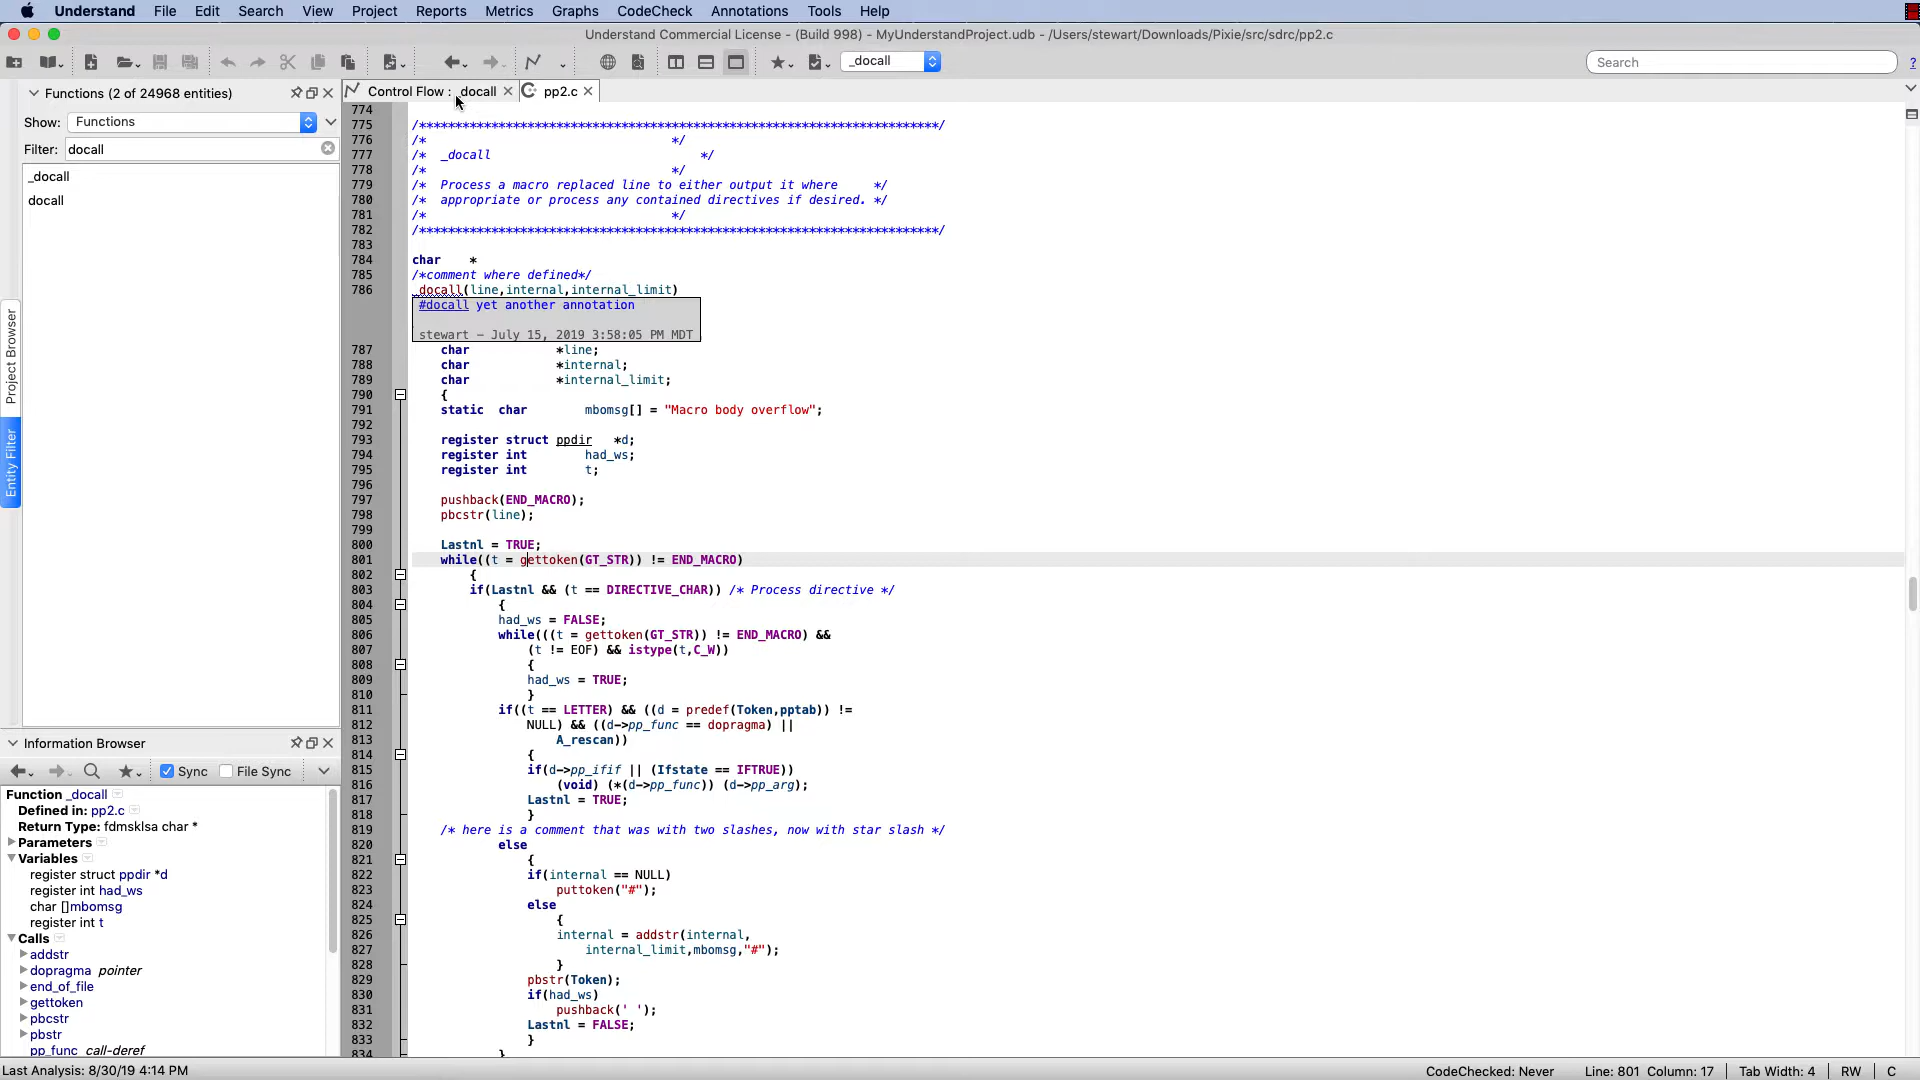 Understand File Edit Search View Project Reports Metrics Graphs CodeCheck Annotations Tools Help
Understand Commercial License - (Build 998) - MyUnderstandProject.udb - /Users/stewart/Downloads/Pixie/src/sdrc/pp2.c
_docall
Search
?
Functions (2 of 24968 entities)
Show: Functions
Filter: docall
_docall
docall
Project Browser
Entity Filter
Information Browser
Sync File Sync
Function _docall
Defined in: pp2.c
Return Type: fdmsklsa char *
Parameters
Variables
register struct ppdir *d
register int had_ws
char []mbomsg
register int t
Calls
addstr
dopragma pointer
end_of_file
gettoken
pbcstr
pbstr
pp_func call-deref
Control Flow : _docall pp2.c
774
775 /************************************************************************/
776 /* */
777 /* _docall */
778 /* */
779 /* Process a macro replaced line to either output it where */
780 /* appropriate or process any contained directives if desired. */
781 /* */
782 /************************************************************************/
783
784 char *
785 /*comment where defined*/
786 _docall(line,internal,internal_limit)
#docall yet another annotation
stewart – July 15, 2019 3:58:05 PM MDT
787 char *line;
788 char *internal;
789 char *internal_limit;
790 {
791 static char mbomsg[] = "Macro body overflow";
792
793 register struct ppdir *d;
794 register int had_ws;
795 register int t;
796
797 pushback(END_MACRO);
798 pbcstr(line);
799
800 Lastnl = TRUE;
801 while((t = gettoken(GT_STR)) != END_MACRO)
802 {
803 if(Lastnl && (t == DIRECTIVE_CHAR)) /* Process directive */
804 {
805 had_ws = FALSE;
806 while(((t = gettoken(GT_STR)) != END_MACRO) &&
807 (t != EOF) && istype(t,C_W))
808 {
809 had_ws = TRUE;
810 }
811 if((t == LETTER) && ((d = predef(Token,pptab)) !=
812 NULL) && ((d->pp_func == dopragma) ||
813 A_rescan))
814 {
815 if(d->pp_ifif || (Ifstate == IFTRUE))
816 (void) (*(d->pp_func)) (d->pp_arg);
817 Lastnl = TRUE;
818 }
819 /* here is a comment that was with two slashes, now with star slash */
820 else
821 {
822 if(internal == NULL)
823 puttoken("#");
824 else
825 {
826 internal = addstr(internal,
827 internal_limit,mbomsg,"#");
828 }
829 pbstr(Token);
830 if(had_ws)
831 pushback(' ');
832 Lastnl = FALSE;
833 }
834 }
Last Analysis: 8/30/19 4:14 PM
CodeChecked: Never Line: 801 Column: 17 Tab Width: 4 RW C